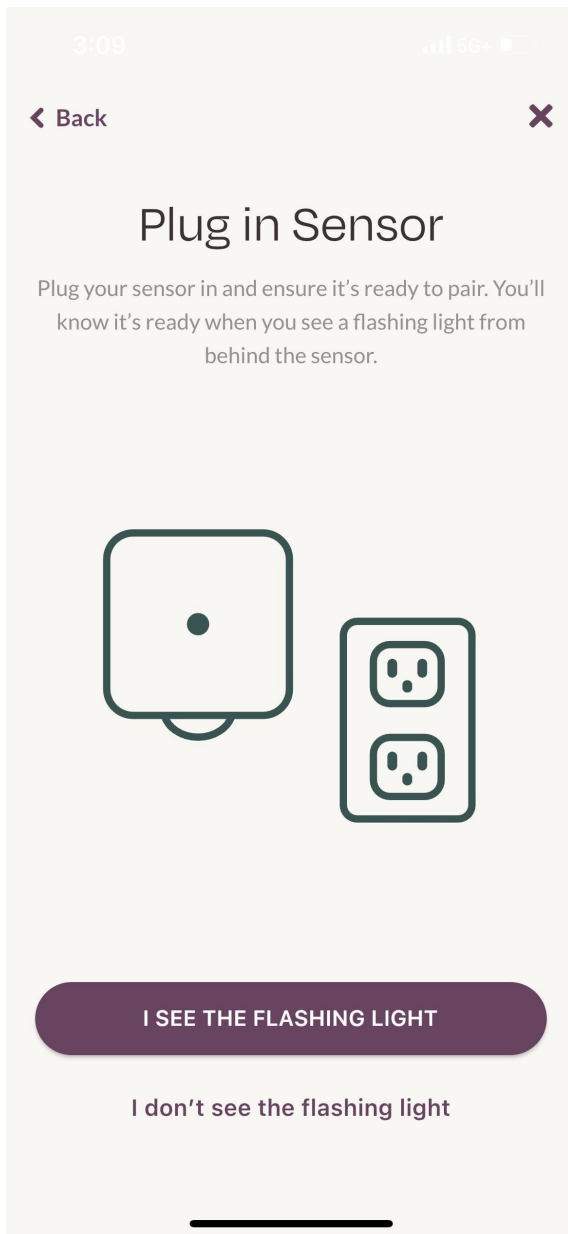 3:09
5G+
Back
Plug in Sensor
Plug your sensor in and ensure it’s ready to pair. You’ll
know it’s ready when you see a flashing light from
behind the sensor.
I SEE THE FLASHING LIGHT
I don’t see the flashing light